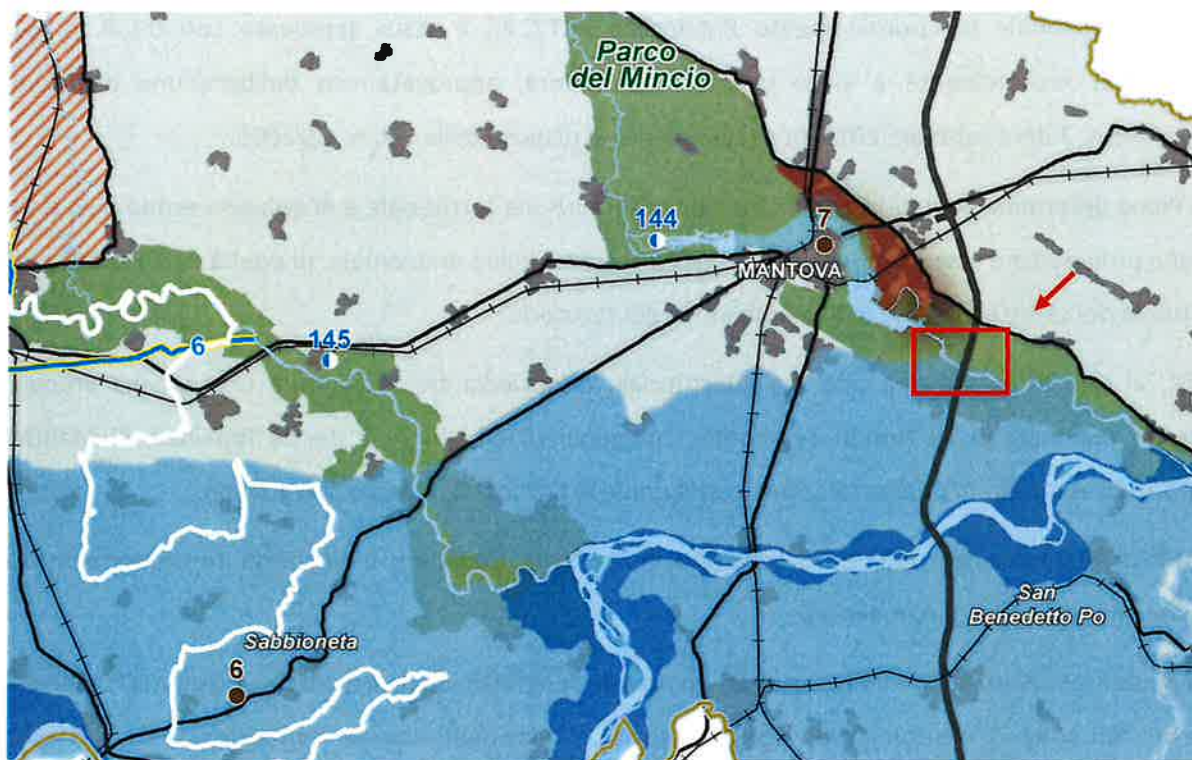 Parco
del Mincio
144
7
MANTOVA
6
145
San
Benedetto Po
Sabbioneta
6